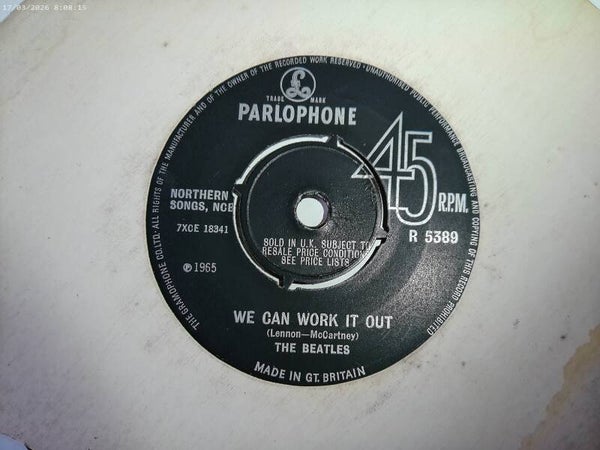 17/03/2026 8:08:15
THE GRAMOPHONE CO.LTD. ALL RIGHTS OF THE MANUFACTURER AND OF THE OWNER OF THE RECORDED WORK RESERVED · UNAUTHORISED PUBLIC PERFORMANCE BROADCASTING AND COPYING OF THIS RECORD PROHIBITED
TRADE MARK
PARLOPHONE
45
R.P.M.
NORTHERN
SONGS, NCB
7XCE 18341
R 5389
SOLD IN U.K. SUBJECT TO
RESALE PRICE CONDITIONS
SEE PRICE LISTS
℗ 1965
WE CAN WORK IT OUT
(Lennon—McCartney)
THE BEATLES
MADE IN GT. BRITAIN